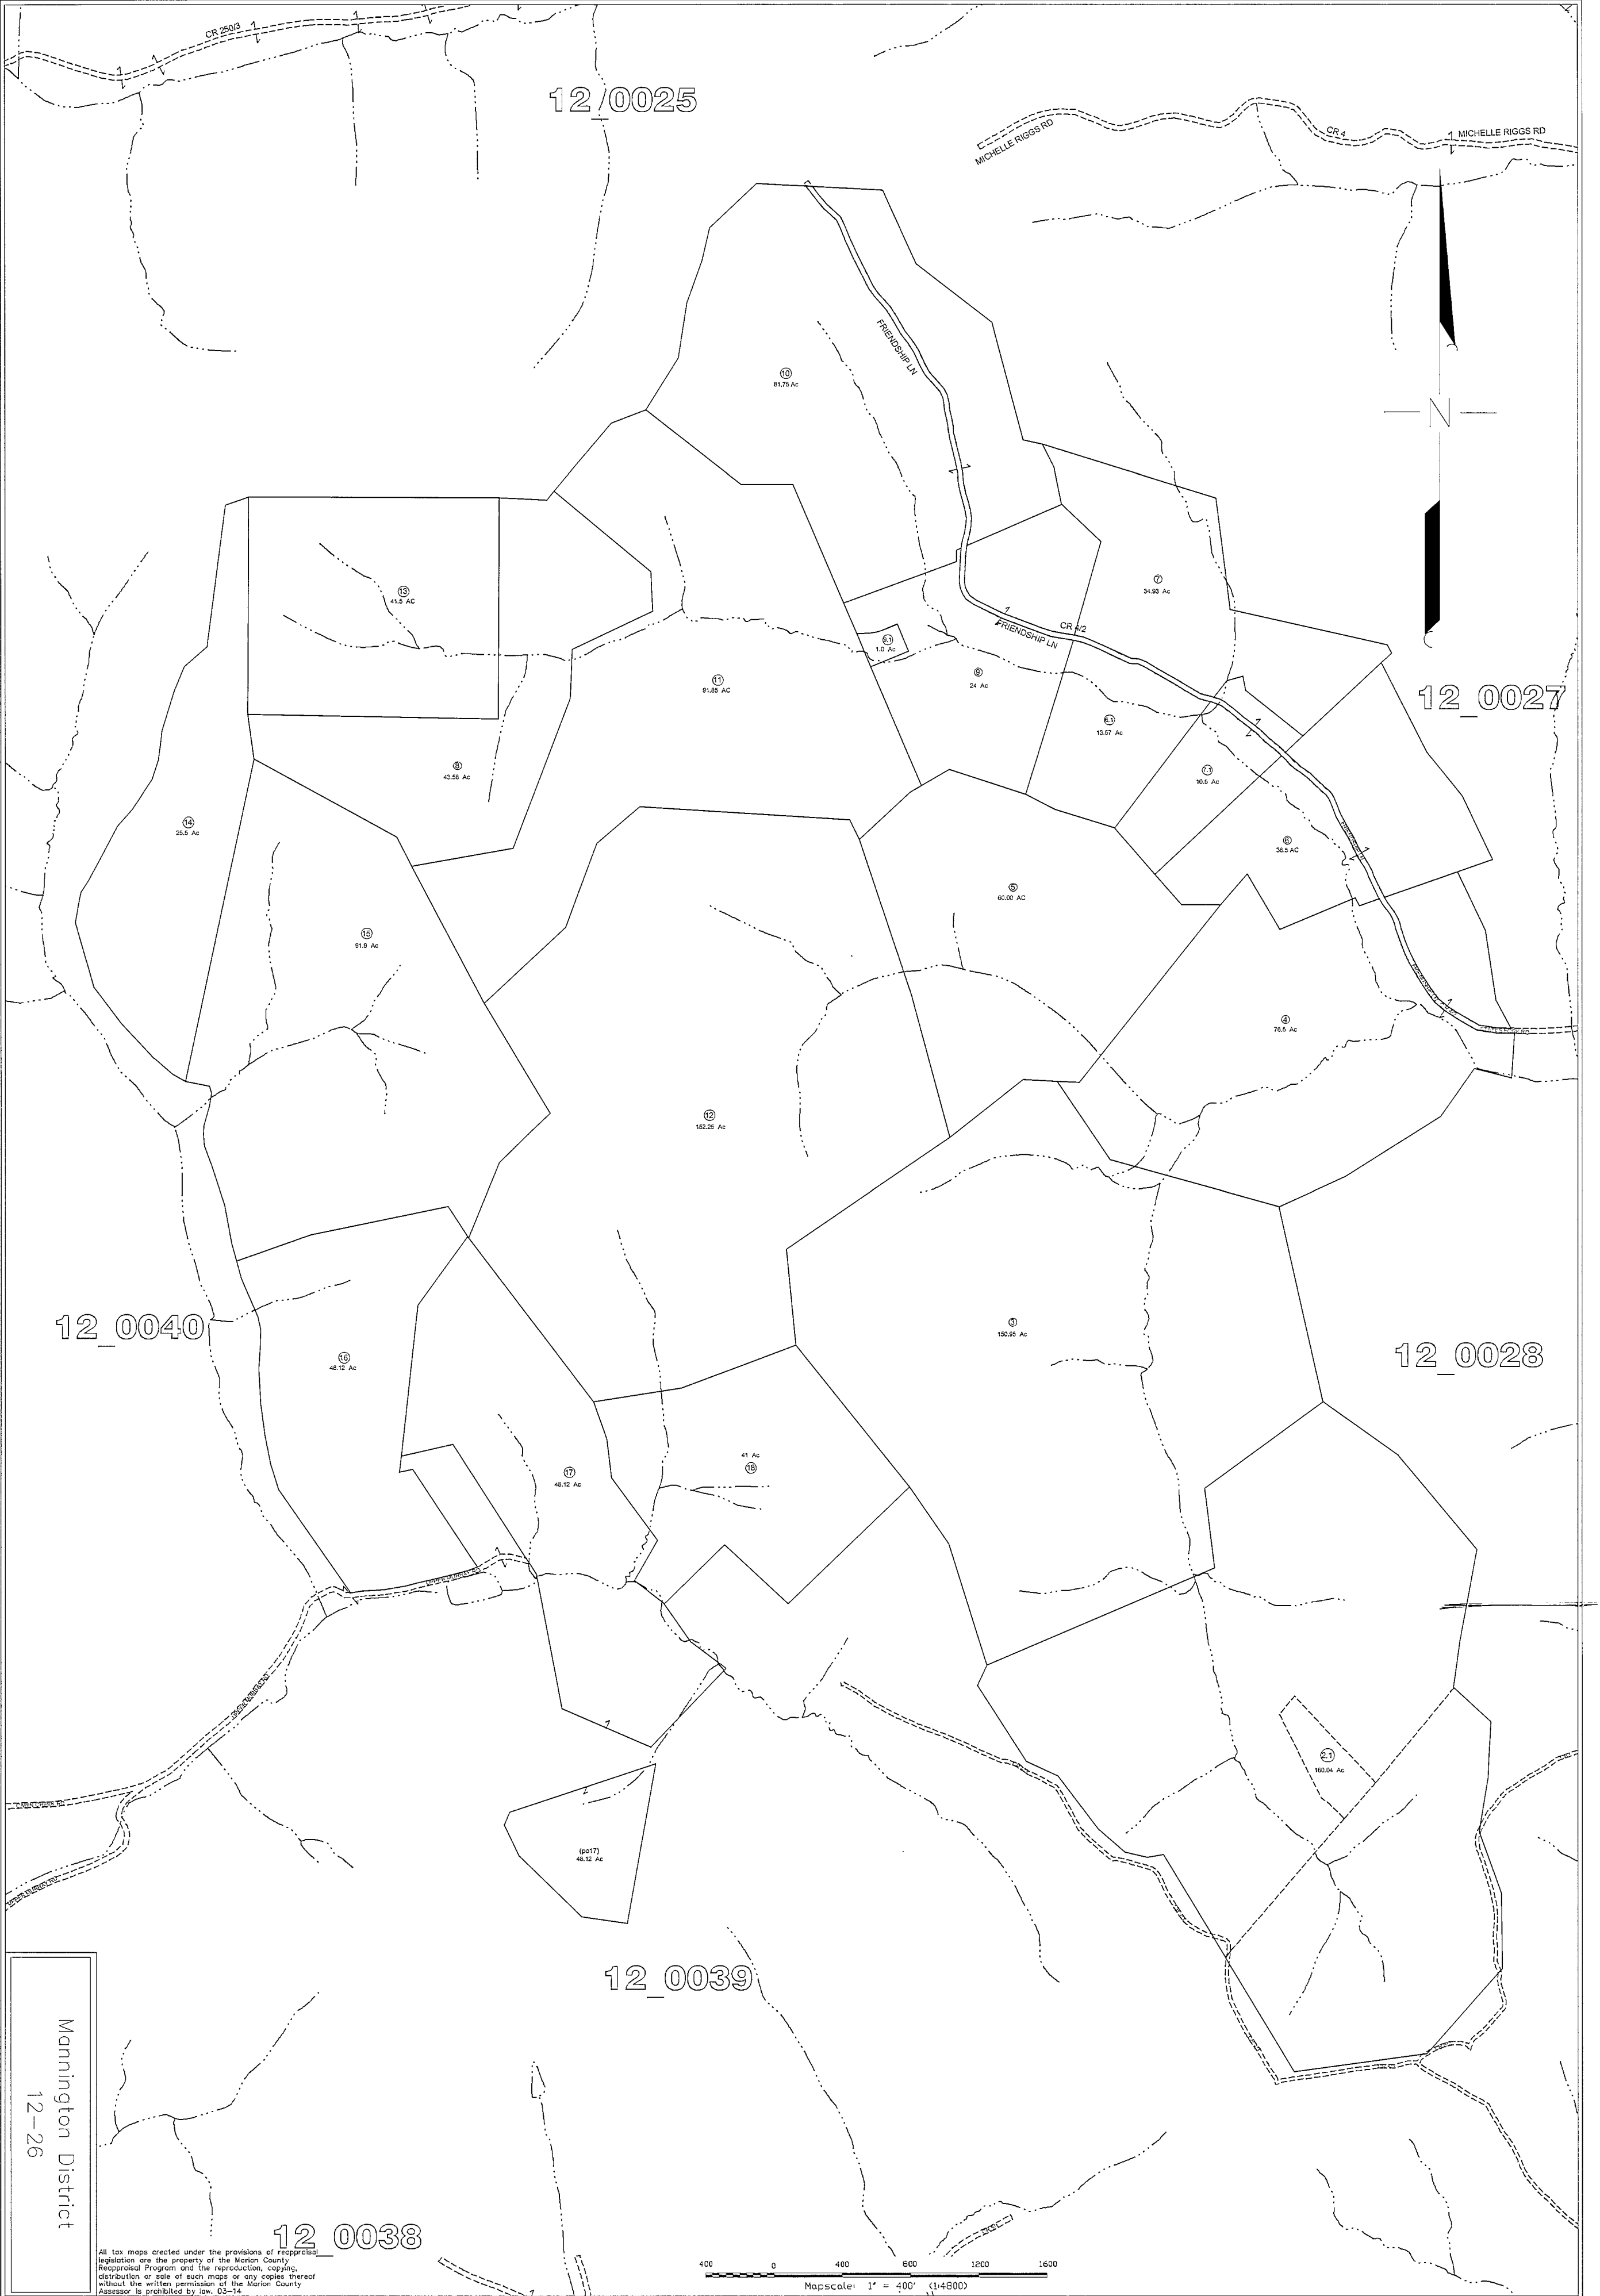 CR 250/3
12_0025
MICHELLE RIGGS RD
CR 4
MICHELLE RIGGS RD
FRIENDSHIP LN
10
81.75 Ac
N
13
41.5 AC
7
34.93 Ac
CR 4/2
FRIENDSHIP LN
9.1
1.0 Ac
9
24 Ac
11
91.85 AC
12_0027
6.1
13.57 Ac
8
43.56 Ac
7.1
10.5 Ac
14
25.5 Ac
6
36.5 AC
5
60.00 AC
15
91.9 Ac
4
76.5 Ac
12
152.25 Ac
12_0040
3
150.95 Ac
16
48.12 Ac
12_0028
41 Ac
18
17
48.12 Ac
2.1
160.04 Ac
(po17)
48.12 Ac
12_0039
Mannington District
12-26
12_0038
All tax maps created under the provisions of reappraisal
legislation are the property of the Marion County
Reappraisal Program and the reproduction, copying,
distribution or sale of such maps or any copies thereof
without the written permission of the Marion County
Assessor is prohibited by law. 03-14
400 0 400 800 1200 1600
Mapscale: 1" = 400' (1:4800)